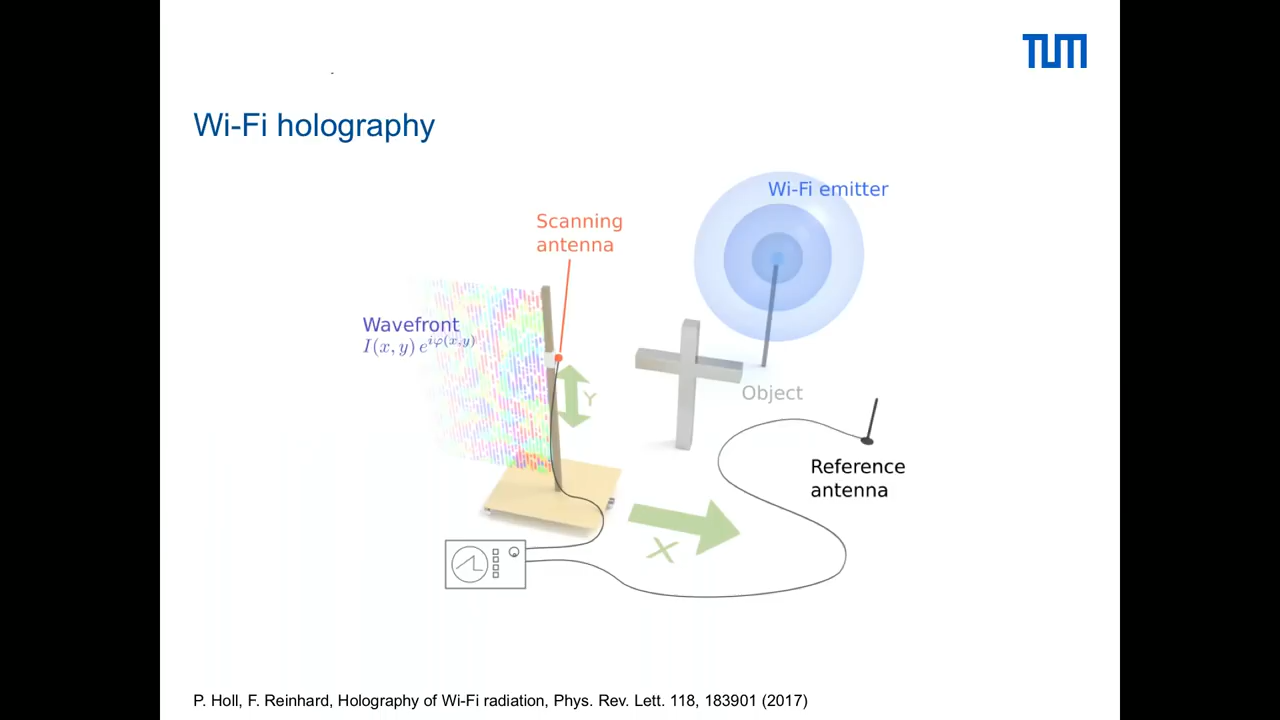 TUM
Wi-Fi holography
Wi-Fi emitter
Scanning
antenna
Wavefront
I(x, y) e^{iφ(x,y)}
Y
Object
Reference
antenna
X
P. Holl, F. Reinhard, Holography of Wi-Fi radiation, Phys. Rev. Lett. 118, 183901 (2017)